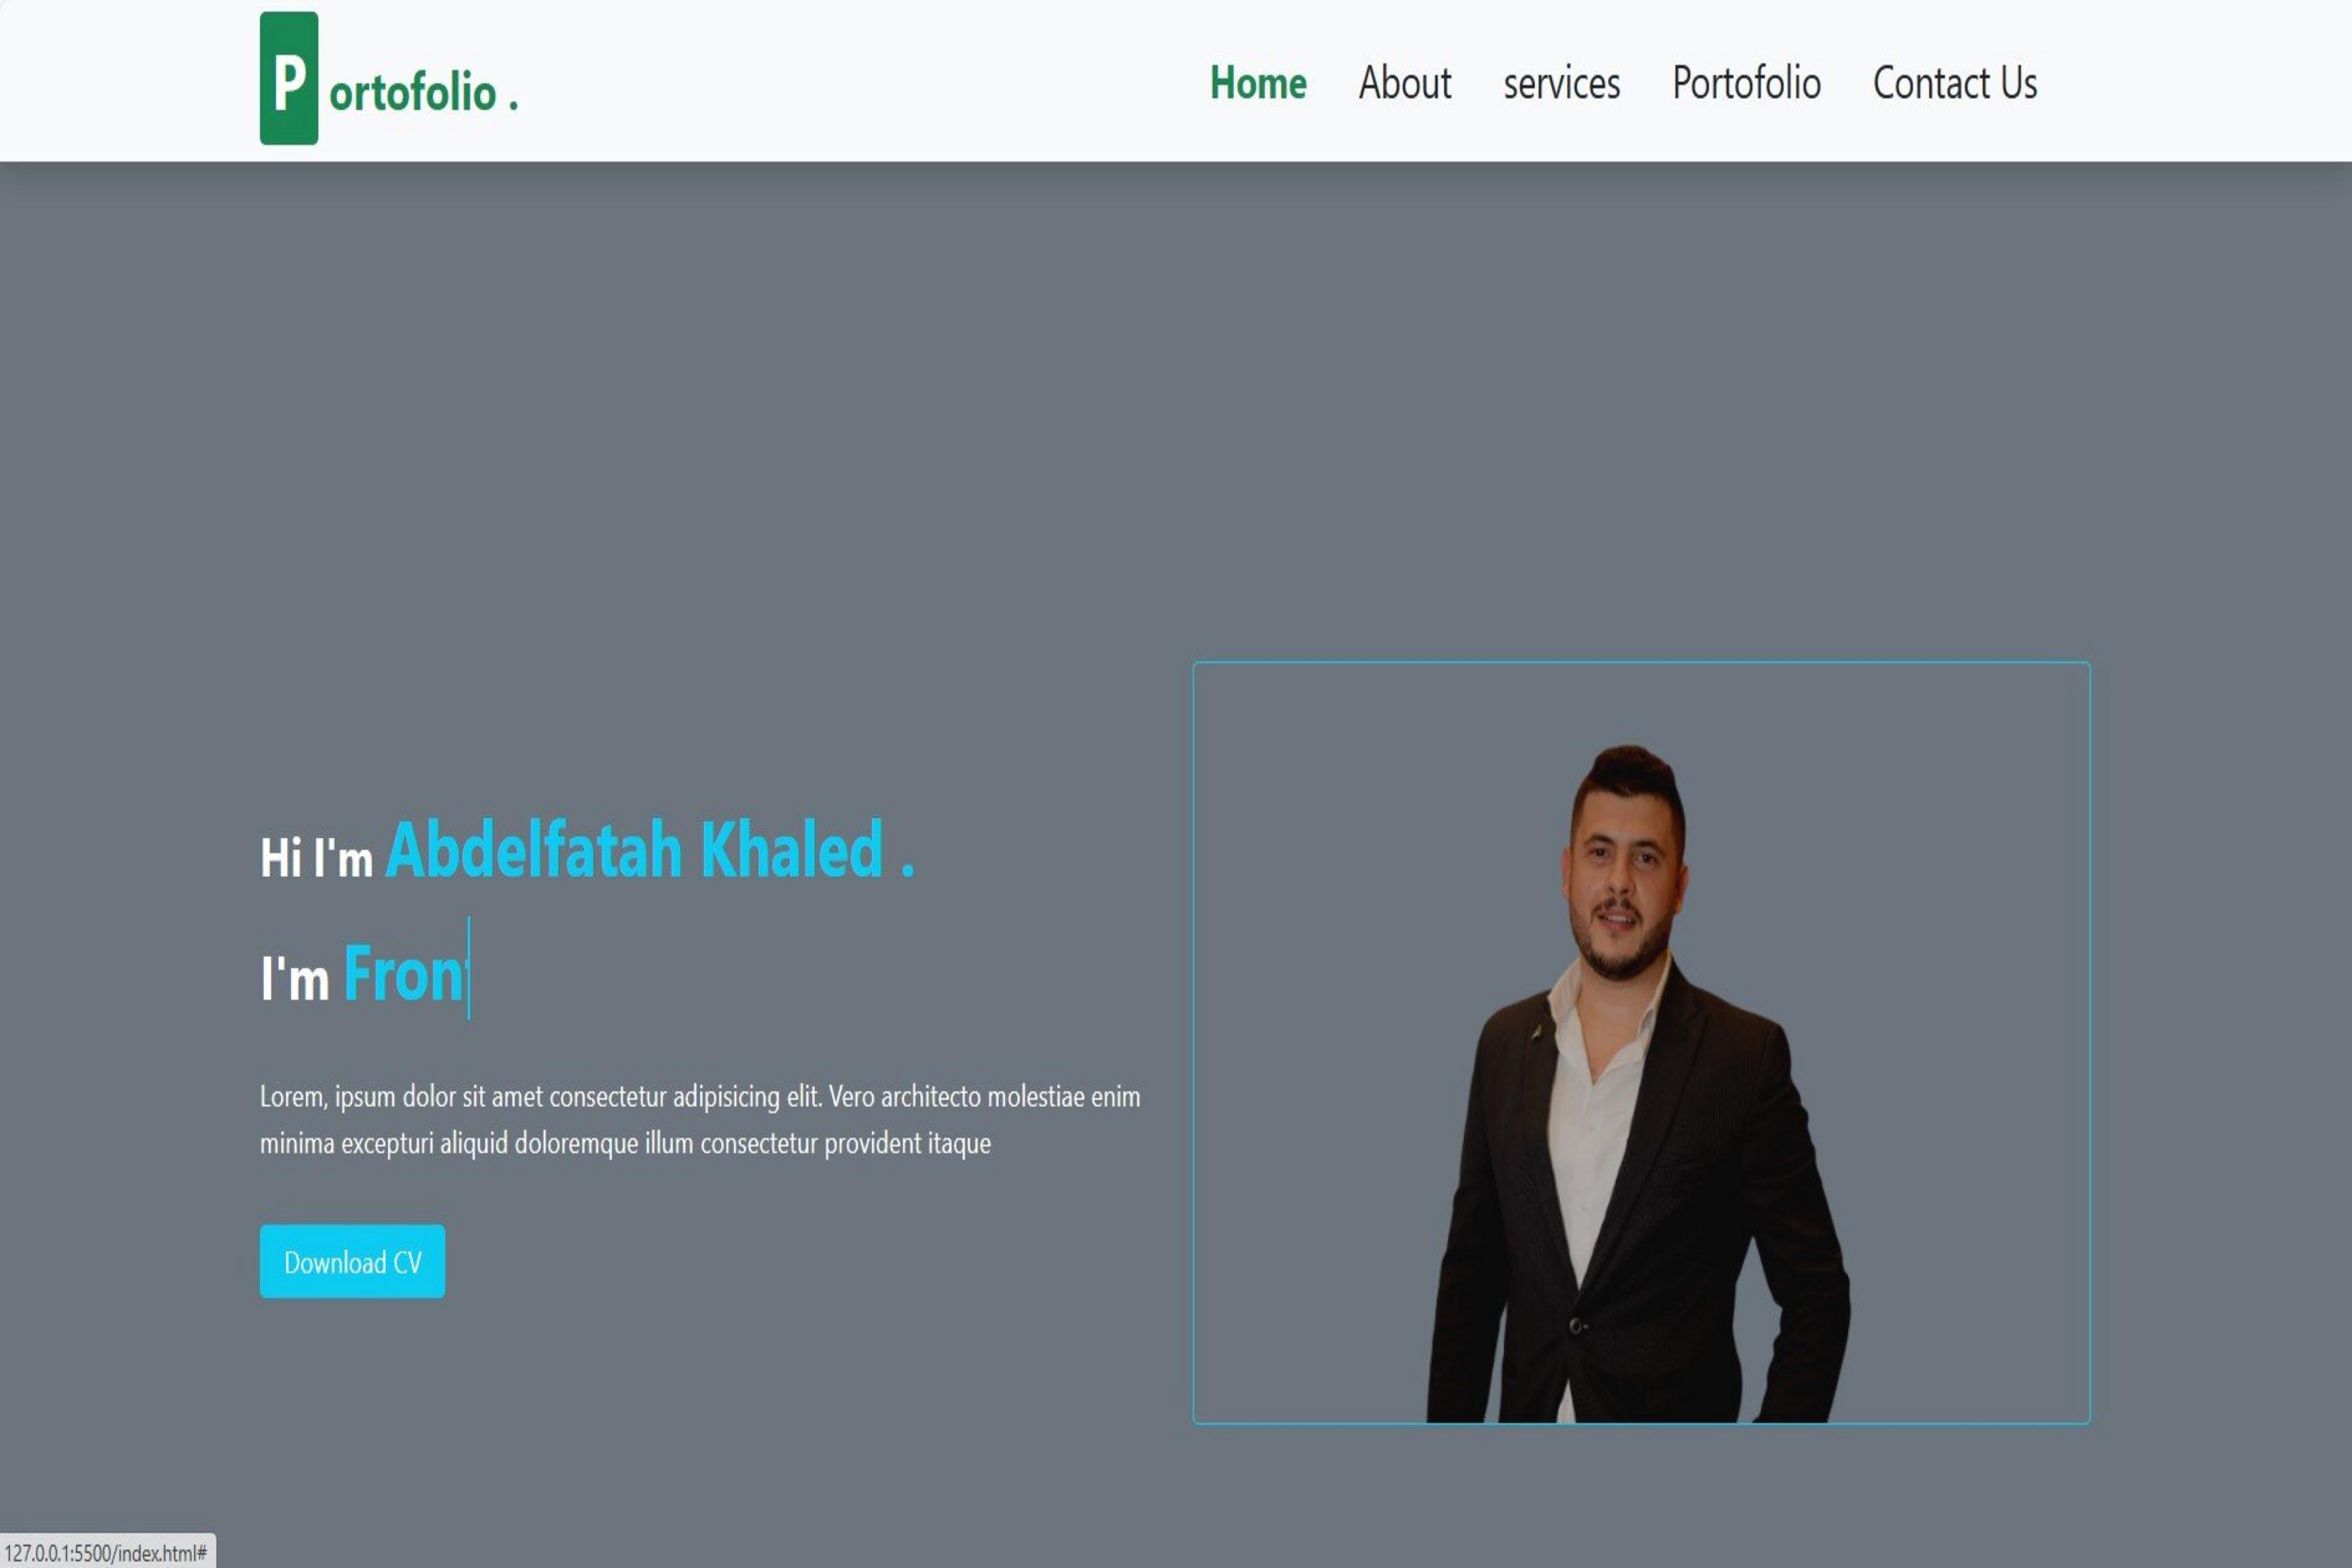 P ortofolio .
Home About services Portofolio Contact Us
Hi I'm Abdelfatah Khaled .
I'm Front
Lorem, ipsum dolor sit amet consectetur adipisicing elit. Vero architecto molestiae enim
minima excepturi aliquid doloremque illum consectetur provident itaque
Download CV
127.0.0.1:5500/index.html#